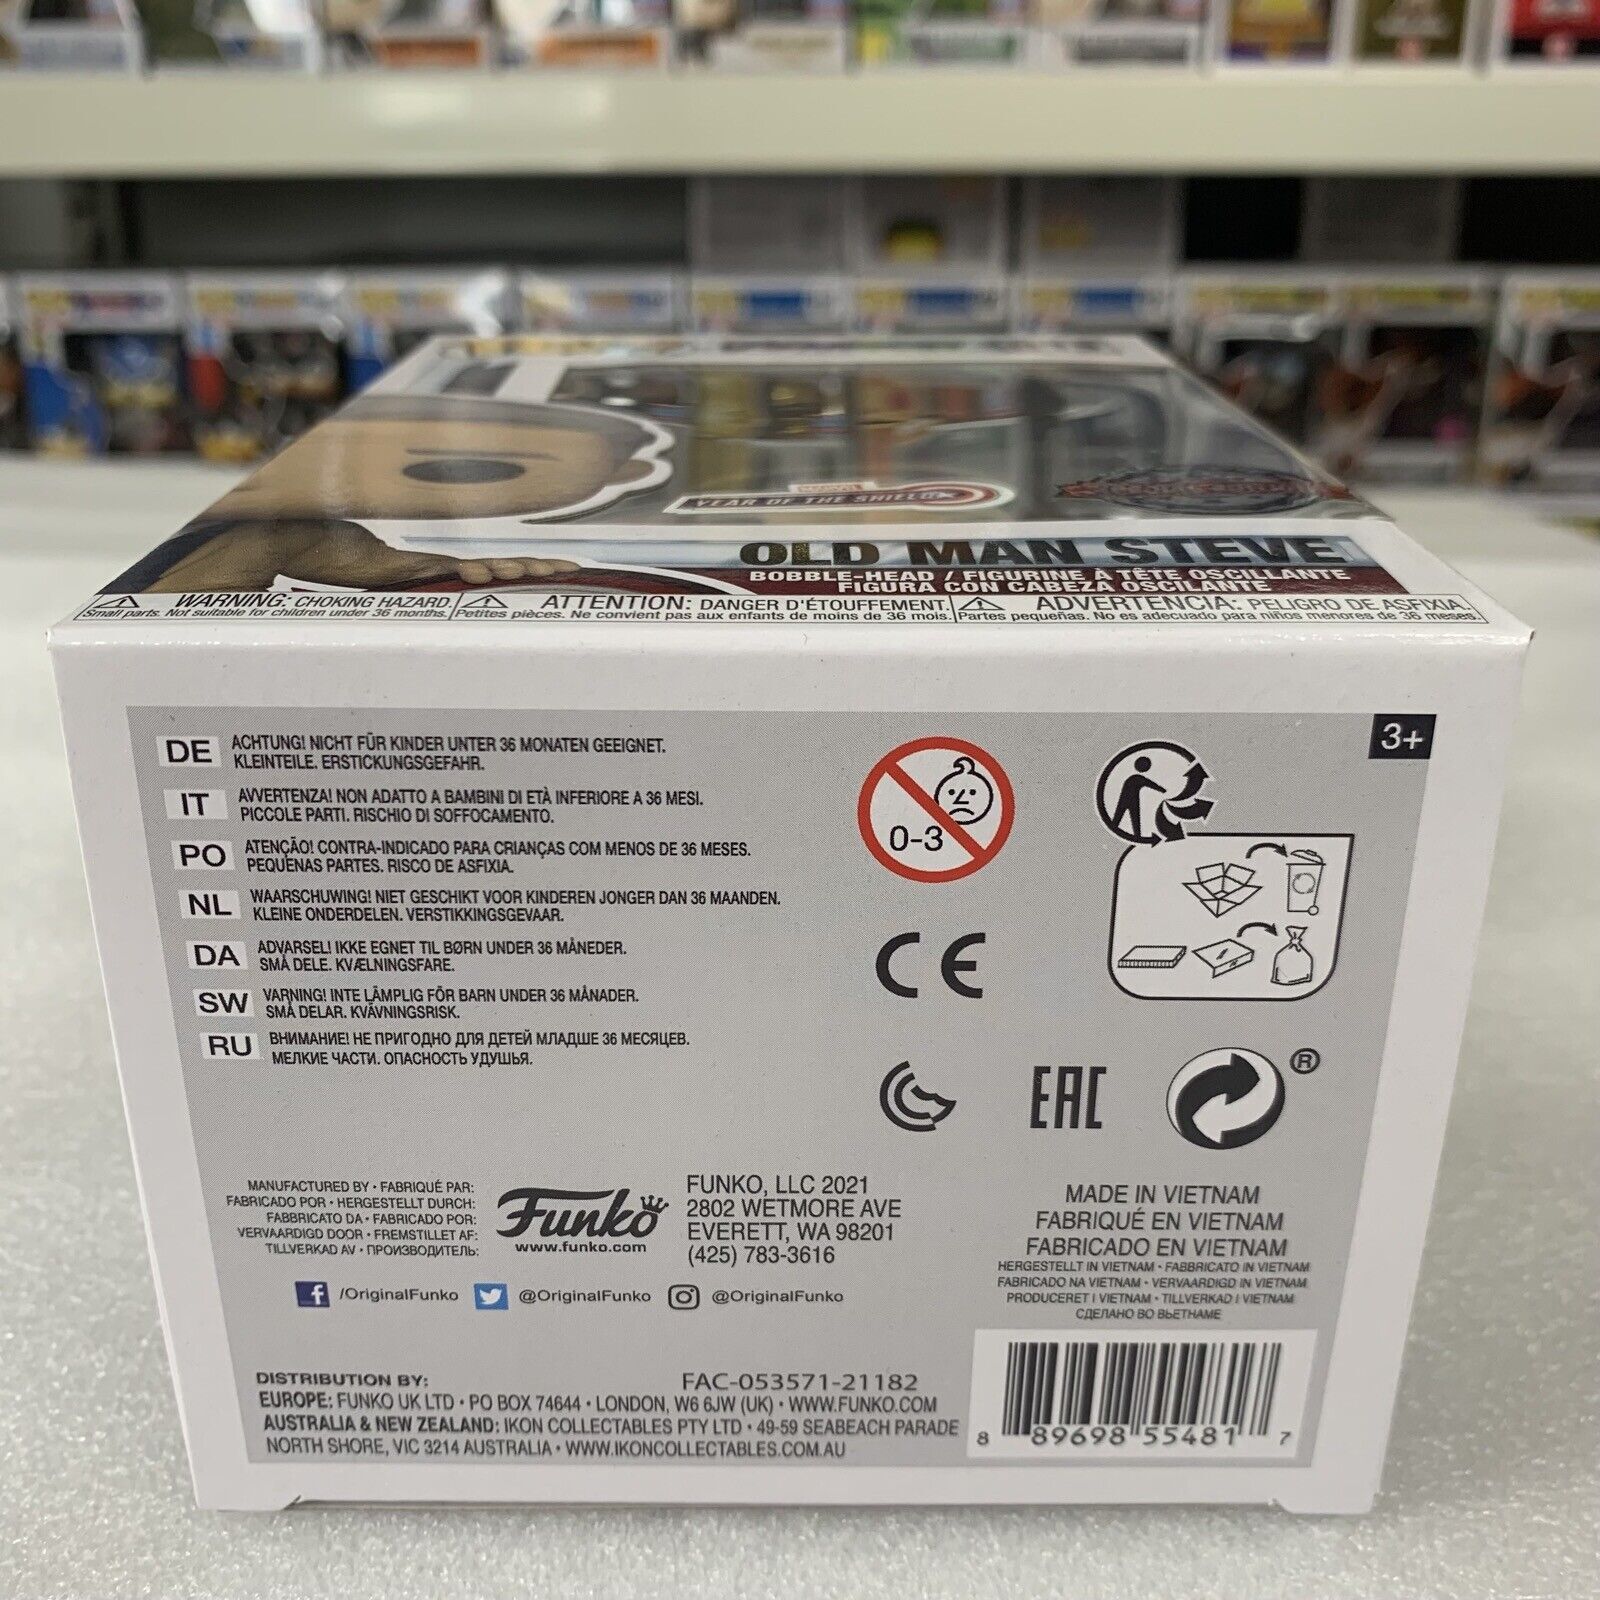 YEAR OF THE SHIELD
OLD MAN STEVE
BOBBLE-HEAD / FIGURINE À TÊTE OSCILLANTE
FIGURA CON CABEZA OSCILANTE
WARNING: CHOKING HAZARD.
Small parts. Not suitable for children under 36 months.
ATTENTION: DANGER D'ÉTOUFFEMENT.
Petites pièces. Ne convient pas aux enfants de moins de 36 mois.
ADVERTENCIA: PELIGRO DE ASFIXIA.
Partes pequeñas. No es adecuado para niños menores de 36 meses.
3+
DE ACHTUNG! NICHT FÜR KINDER UNTER 36 MONATEN GEEIGNET.
KLEINTEILE. ERSTICKUNGSGEFAHR.
IT AVVERTENZA! NON ADATTO A BAMBINI DI ETÀ INFERIORE A 36 MESI.
PICCOLE PARTI. RISCHIO DI SOFFOCAMENTO.
PO ATENÇÃO! CONTRA-INDICADO PARA CRIANÇAS COM MENOS DE 36 MESES.
PEQUENAS PARTES. RISCO DE ASFIXIA.
NL WAARSCHUWING! NIET GESCHIKT VOOR KINDEREN JONGER DAN 36 MAANDEN.
KLEINE ONDERDELEN. VERSTIKKINGSGEVAAR.
DA ADVARSEL! IKKE EGNET TIL BØRN UNDER 36 MÅNEDER.
SMÅ DELE. KVÆLNINGSFARE.
SW VARNING! INTE LÄMPLIG FÖR BARN UNDER 36 MÅNADER.
SMÅ DELAR. KVÄVNINGSRISK.
RU ВНИМАНИЕ! НЕ ПРИГОДНО ДЛЯ ДЕТЕЙ МЛАДШЕ 36 МЕСЯЦЕВ.
МЕЛКИЕ ЧАСТИ. ОПАСНОСТЬ УДУШЬЯ.
0-3
CE
EAC
®
MANUFACTURED BY • FABRIQUÉ PAR:
FABRICADO POR • HERGESTELLT DURCH:
FABBRICATO DA • FABRICADO POR:
VERVAARDIGD DOOR • FREMSTILLET AF:
TILLVERKAD AV • ПРОИЗВОДИТЕЛЬ:
Funko
www.funko.com
FUNKO, LLC 2021
2802 WETMORE AVE
EVERETT, WA 98201
(425) 783-3616
/OriginalFunko @OriginalFunko @OriginalFunko
MADE IN VIETNAM
FABRIQUÉ EN VIETNAM
FABRICADO EN VIETNAM
HERGESTELLT IN VIETNAM • FABBRICATO IN VIETNAM
FABRICADO NA VIETNAM • VERVAARDIGD IN VIETNAM
PRODUCERET I VIETNAM • TILLVERKAD I VIETNAM
СДЕЛАНО ВО ВЬЕТНАМЕ
DISTRIBUTION BY: FAC-053571-21182
EUROPE: FUNKO UK LTD • PO BOX 74644 • LONDON, W6 6JW (UK) • WWW.FUNKO.COM
AUSTRALIA & NEW ZEALAND: IKON COLLECTABLES PTY LTD • 49-59 SEABEACH PARADE
NORTH SHORE, VIC 3214 AUSTRALIA • WWW.IKONCOLLECTABLES.COM.AU
8 89698 55481 7